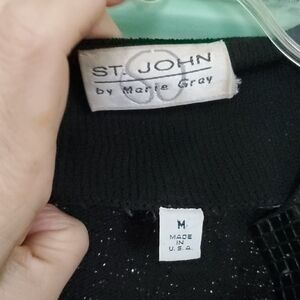 ST. JOHN
by Marie Gray
M
MADE
IN
U.S.A.